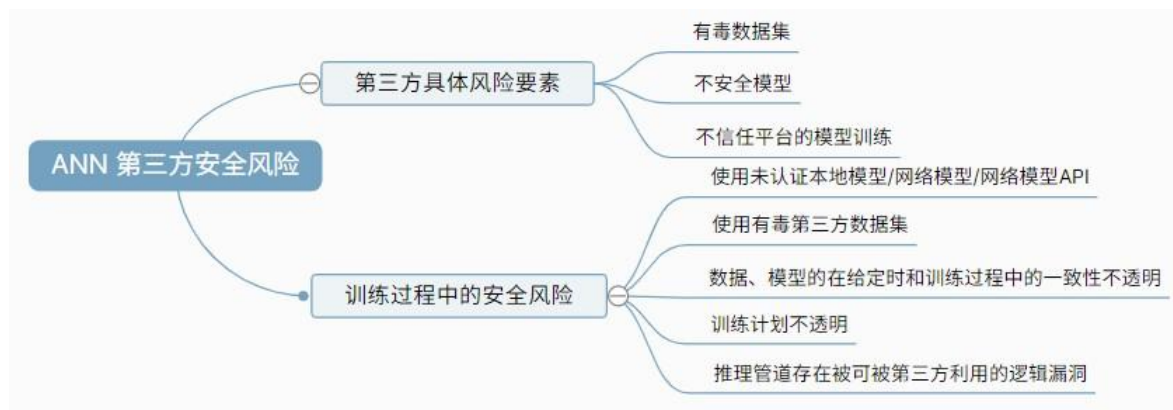 ANN 第三方安全风险
第三方具体风险要素
有毒数据集
不安全模型
不信任平台的模型训练
训练过程中的安全风险
使用未认证本地模型/网络模型/网络模型API
使用有毒第三方数据集
数据、模型的在给定时和训练过程中的一致性不透明
训练计划不透明
推理管道存在被可被第三方利用的逻辑漏洞